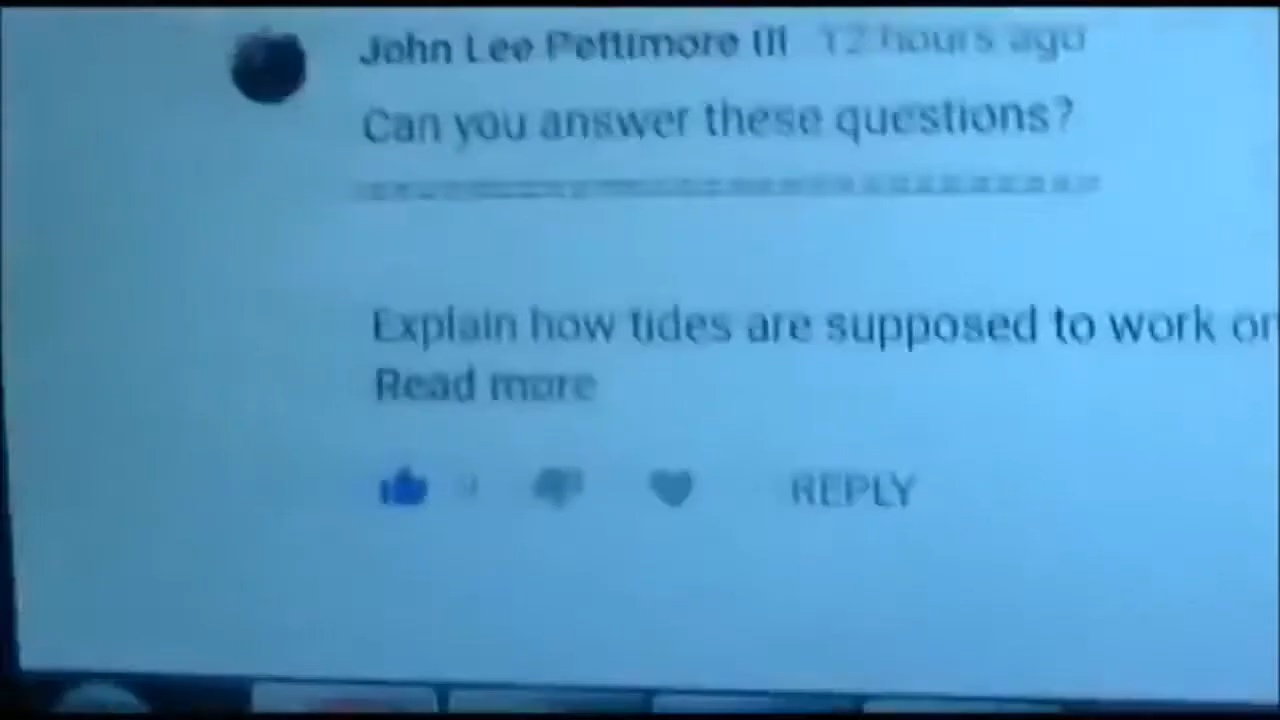 John Lee Pettimore III 12 hours ago
Can you answer these questions?
Explain how tides are supposed to work on
Read more
REPLY